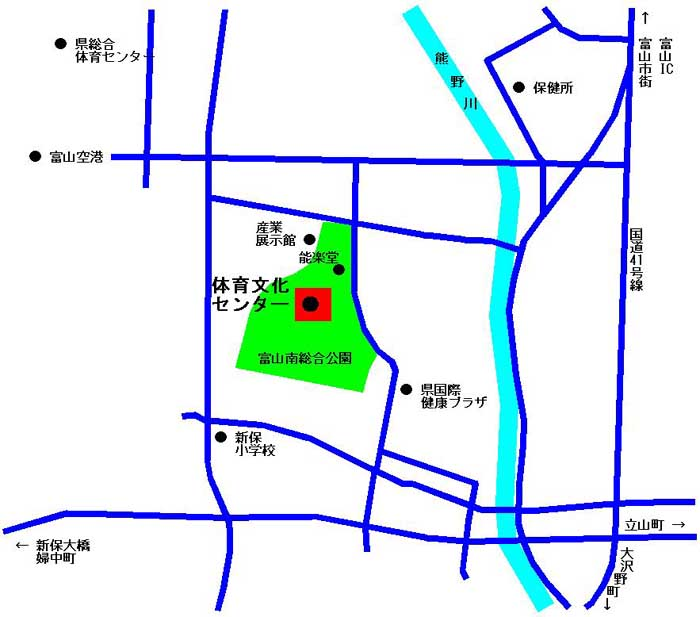 県総合
体育センター
熊野川
↑
富山市街
富山IC
保健所
富山空港
産業
展示館
能楽堂
国道41号線
体育文化
センター
富山南総合公園
県国際
健康プラザ
新保
小学校
立山町 →
← 新保大橋
婦中町
大沢野町
↓